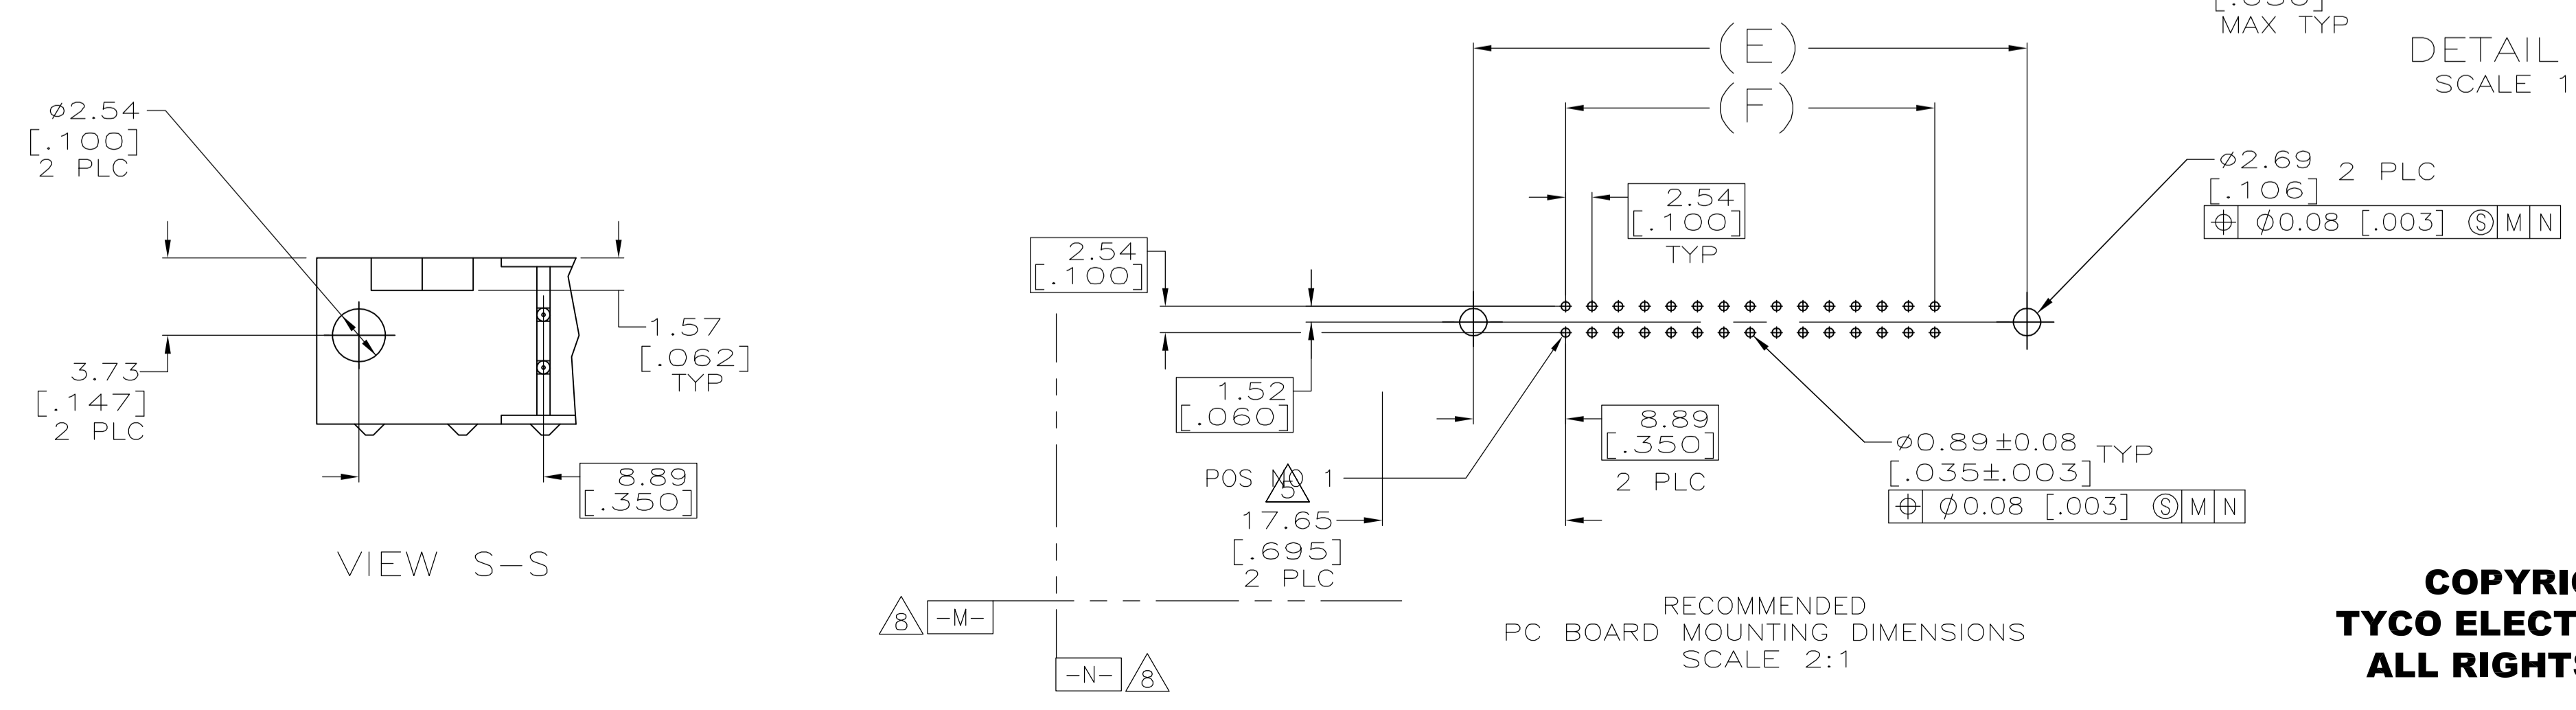 ø2.54
[.100]
2 PLC
3.73
[.147]
2 PLC
1.57
[.062]
TYP
8.89
[.350]
VIEW S-S
(E)
(F)
2.54
[.100]
TYP
2.54
[.100]
1.52
[.060]
POS NO 1
5
17.65
[.695]
2 PLC
8.89
[.350]
2 PLC
ø0.89±0.08 TYP
[.035±.003]
⌖ ø0.08 [.003] Ⓢ M N
ø2.69 2 PLC
[.106]
⌖ ø0.08 [.003] Ⓢ M N
8 -M-
-N- 8
RECOMMENDED
PC BOARD MOUNTING DIMENSIONS
SCALE 2:1
MAX TYP
DETAIL
SCALE 1
COPYRIG
TYCO ELECT
ALL RIGHTS